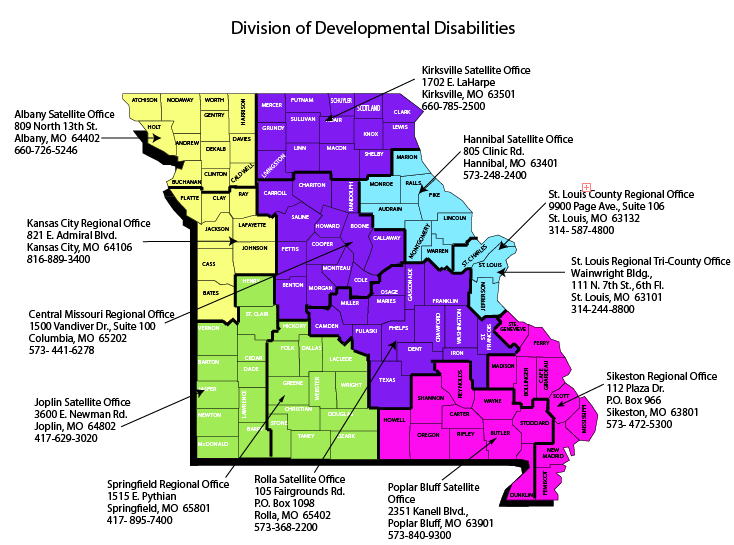 Division of Developmental Disabilities
Kirksville Satellite Office
1702 E. LaHarpe
Kirksville, MO 63501
660-785-2500
Albany Satellite Office
809 North 13th St.
Albany, MO 64402
660-726-5246
Hannibal Satellite Office
805 Clinic Rd.
Hannibal, MO 63401
573-248-2400
St. Louis County Regional Office
9900 Page Ave., Suite 106
St. Louis, MO 63132
314- 587-4800
Kansas City Regional Office
821 E. Admiral Blvd.
Kansas City, MO 64106
816-889-3400
St. Louis Regional Tri-County Office
Wainwright Bldg.,
111 N. 7th St., 6th Fl.
St. Louis, MO 63101
314-244-8800
Central Missouri Regional Office
1500 Vandiver Dr., Suite 100
Columbia, MO 65202
573- 441-6278
Joplin Satellite Office
3600 E. Newman Rd.
Joplin, MO 64802
417-629-3020
Sikeston Regional Office
112 Plaza Dr.
P.O. Box 966
Sikeston, MO 63801
573- 472-5300
Springfield Regional Office
1515 E. Pythian
Springfield, MO 65801
417- 895-7400
Rolla Satellite Office
105 Fairgrounds Rd.
P.O. Box 1098
Rolla, MO 65402
573-368-2200
Poplar Bluff Satellite
Office
2351 Kanell Blvd.,
Poplar Bluff, MO 63901
573-840-9300
ATCHISON
NODAWAY
WORTH
HARRISON
GENTRY
HOLT
ANDREW
DEKALB
DAVIES
CLINTON
CALDWELL
BUCHANAN
PLATTE
CLAY
RAY
JACKSON
LAFAYETTE
JOHNSON
CASS
BATES
MERCER
PUTNAM
SCHUYLER
SCOTLAND
CLARK
SULLIVAN
ADAIR
KNOX
LEWIS
GRUNDY
LINN
MACON
SHELBY
LIVINGSTON
CARROLL
CHARITON
RANDOLPH
SALINE
HOWARD
BOONE
CALLAWAY
PETTIS
COOPER
MONITEAU
COLE
BENTON
MORGAN
MILLER
OSAGE
MARIES
GASCONADE
FRANKLIN
CAMDEN
PULASKI
PHELPS
CRAWFORD
WASHINGTON
ST. FRANCOIS
DENT
IRON
TEXAS
MARION
MONROE
RALLS
PIKE
AUDRAIN
LINCOLN
MONTGOMERY
WARREN
ST. CHARLES
ST. LOUIS
JEFFERSON
ST. CLAIR
HICKORY
VERNON
CEDAR
POLK
DALLAS
LACLEDE
BARTON
DADE
GREENE
WEBSTER
WRIGHT
NEWTON
LAWRENCE
CHRISTIAN
DOUGLAS
McDONALD
STONE
TANEY
OZARK
STE GENEVIEVE
PERRY
MADISON
BOLLINGER
CAPE GIRARDEAU
SCOTT
MISSISSIPI
REYNOLDS
SHANNON
WAYNE
CARTER
HOWELL
OREGON
RIPLEY
BUTLER
STODDARD
NEW MADRID
PEMISCOT
DUNKLIN